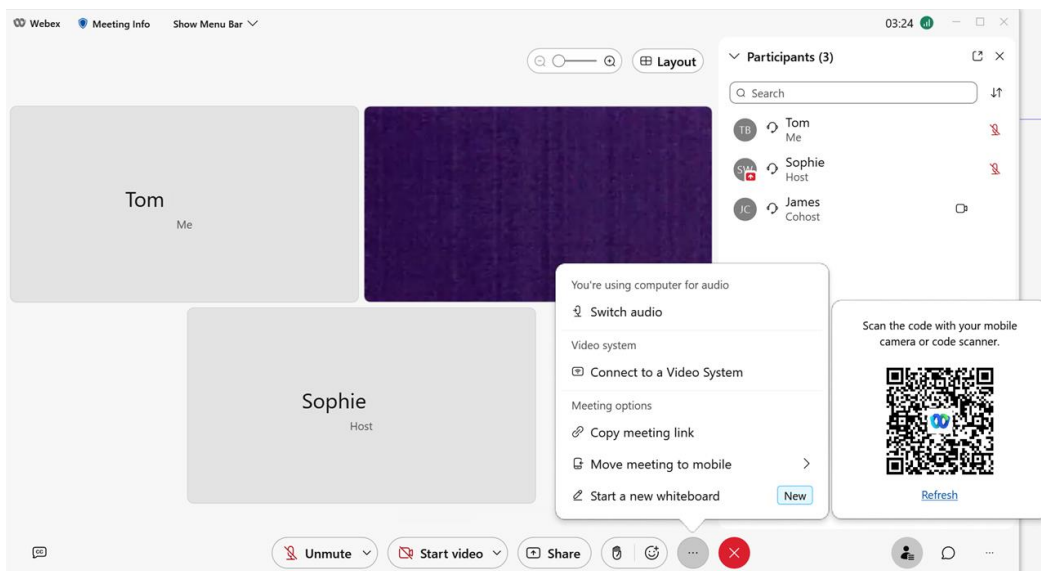 Webex Meeting Info Show Menu Bar 03:24
Layout
Participants (3)
Search
TB Tom
Me
SW Sophie
Host
JC James
Cohost
Tom
Me
Sophie
Host
You're using computer for audio
Switch audio
Video system
Connect to a Video System
Meeting options
Copy meeting link
Move meeting to mobile
Start a new whiteboard New
Scan the code with your mobile
camera or code scanner.
Refresh
CC Unmute Start video Share